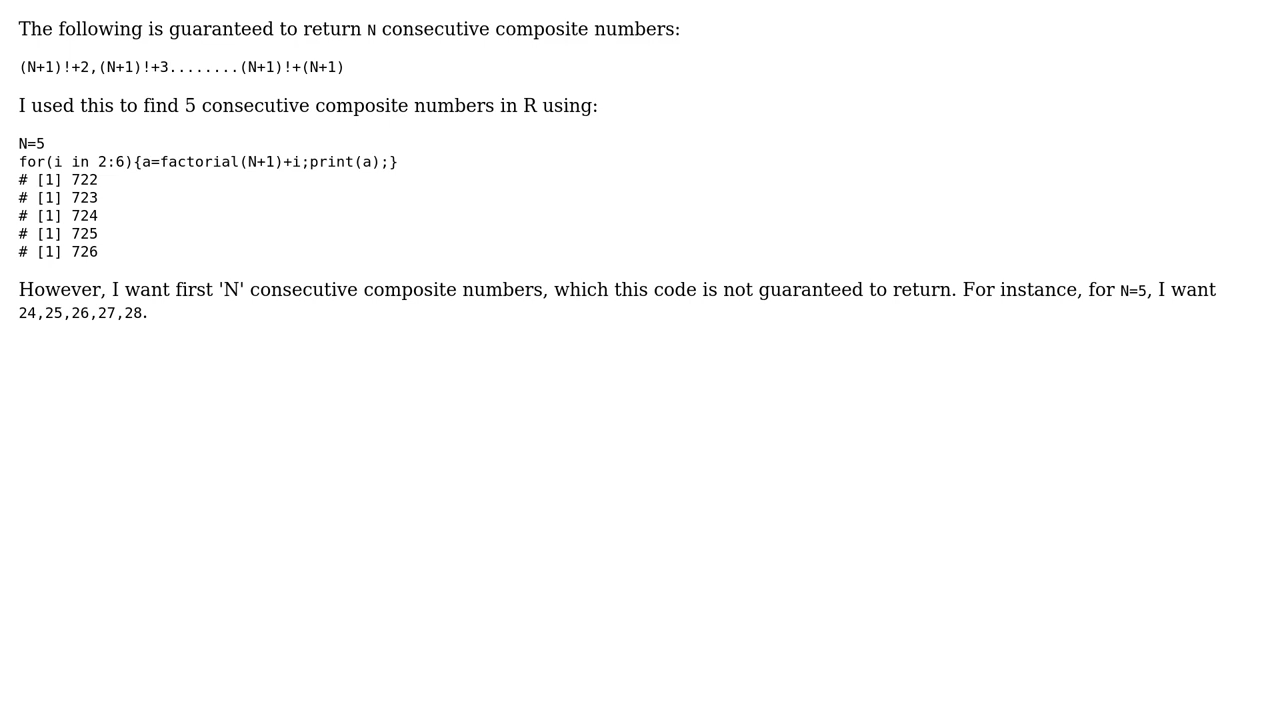 The following is guaranteed to return N consecutive composite numbers:
(N+1)!+2,(N+1)!+3........(N+1)!+(N+1)
I used this to find 5 consecutive composite numbers in R using:
N=5
for(i in 2:6){a=factorial(N+1)+i;print(a);}
# [1] 722
# [1] 723
# [1] 724
# [1] 725
# [1] 726
However, I want first 'N' consecutive composite numbers, which this code is not guaranteed to return. For instance, for N=5, I want
24,25,26,27,28.